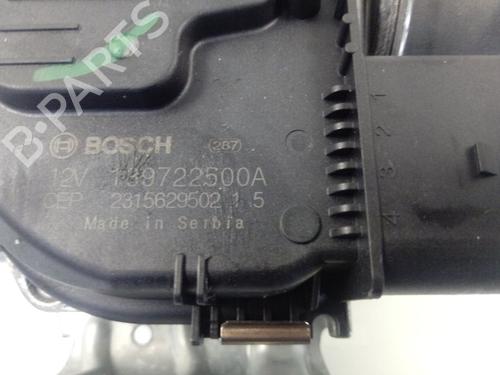 B-PARTS
BOSCH 287
12V 139722500A
CEP 2315629502 1.5
Made in Serbia
1
2
3
4